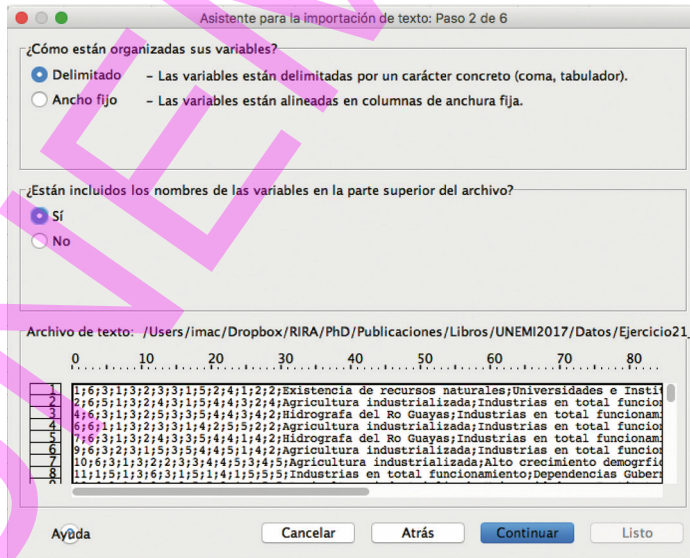 Asistente para la importación de texto: Paso 2 de 6
¿Cómo están organizadas sus variables?
Delimitado – Las variables están delimitadas por un carácter concreto (coma, tabulador).
Ancho fijo – Las variables están alineadas en columnas de anchura fija.
¿Están incluidos los nombres de las variables en la parte superior del archivo?
Sí
No
Archivo de texto: /Users/imac/Dropbox/RIRA/PhD/Publicaciones/Libros/UNEMI2017/Datos/Ejercicio21_
0 10 20 30 40 50 60 70 80
1 1;6;3;1;3;2;3;3;1;5;2;4;1;2;2;Existencia de recursos naturales;Universidades e Instit
2 2;6;5;1;3;2;4;3;1;5;4;4;3;2;4;Agricultura industrializada;Industrias en total funcion
3 4;6;3;1;3;2;5;3;3;5;4;4;3;4;2;Hidrografa del Ro Guayas;Industrias en total funcionami
4 6;6;1;1;3;2;3;3;1;4;2;5;5;2;2;Agricultura industrializada;Industrias en total funcion
5 7;6;3;1;3;2;4;3;3;5;4;4;1;4;2;Hidrografa del Ro Guayas;Industrias en total funcionami
6 9;6;3;2;3;1;5;3;5;4;4;5;1;4;2;Agricultura industrializada;Industrias en total funcion
7 10;6;3;1;3;2;2;3;3;4;4;5;3;4;5;Agricultura industrializada;Alto crecimiento demogrfic
8 11;1;5;1;3;6;3;1;5;1;4;1;5;5;5;Industrias en total funcionamiento;Dependencias Gubern
Ayuda Cancelar Atrás Continuar Listo